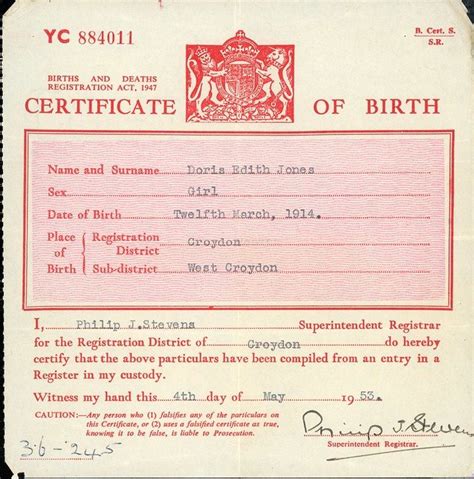 YC 884011
B. Cert. S.
S.R.
BIRTHS AND DEATHS
REGISTRATION ACT, 1947
CERTIFICATE OF BIRTH
Name and Surname Doris Edith Jones
Sex Girl
Date of Birth Twelfth March, 1914.
Place of Birth { Registration District Croydon
Sub-district West Croydon
I, Philip J.Stevens Superintendent Registrar
for the Registration District of Croydon do hereby
certify that the above particulars have been compiled from an entry in a
Register in my custody.
Witness my hand this 4th day of May 1953.
CAUTION:—Any person who (1) falsifies any of the particulars on
this Certificate, or (2) uses a falsified certificate as true,
knowing it to be false, is liable to Prosecution.
Philip J Stevens
Superintendent Registrar.
36-245